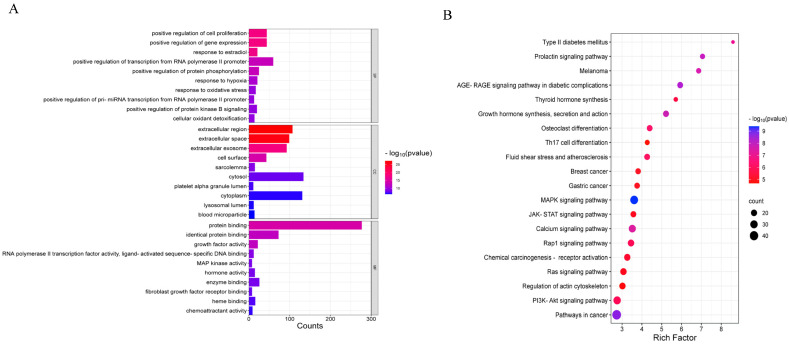 A
positive regulation of cell proliferation
positive regulation of gene expression
response to estradiol
positive regulation of transcription from RNA polymerase II promoter
positive regulation of protein phosphorylation
response to hypoxia
response to oxidative stress
positive regulation of pri- miRNA transcription from RNA polymerase II promoter
positive regulation of protein kinase B signaling
cellular oxidant detoxification
extracellular region
extracellular space
extracellular exosome
cell surface
sarcolemma
cytosol
platelet alpha granule lumen
cytoplasm
lysosomal lumen
blood microparticle
protein binding
identical protein binding
growth factor activity
RNA polymerase II transcription factor activity, ligand- activated sequence- specific DNA binding
MAP kinase activity
hormone activity
enzyme binding
fibroblast growth factor receptor binding
heme binding
chemoattractant activity
BP
CC
MF
0 100 200 300
Counts
- log10(pvalue)
B
Type II diabetes mellitus
Prolactin signaling pathway
Melanoma
AGE- RAGE signaling pathway in diabetic complications
Thyroid hormone synthesis
Growth hormone synthesis, secretion and action
Osteoclast differentiation
Th17 cell differentiation
Fluid shear stress and atherosclerosis
Breast cancer
Gastric cancer
MAPK signaling pathway
JAK- STAT signaling pathway
Calcium signaling pathway
Rap1 signaling pathway
Chemical carcinogenesis - receptor activation
Ras signaling pathway
Regulation of actin cytoskeleton
PI3K- Akt signaling pathway
Pathways in cancer
3 4 5 6 7 8
Rich Factor
- log10(pvalue)
9
8
7
6
5
count
20
30
40